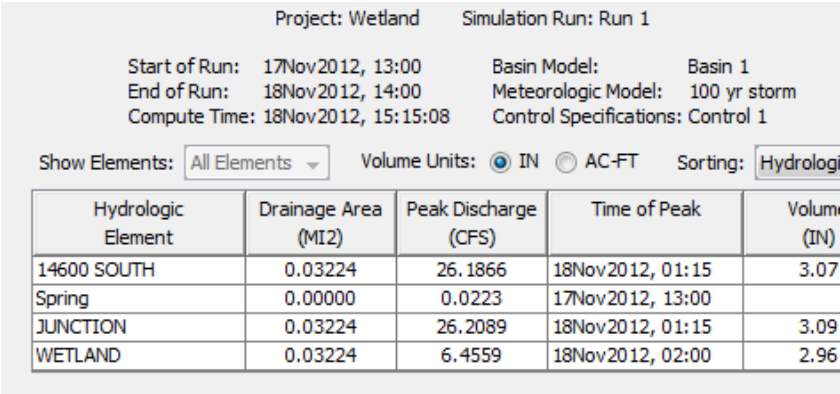 Project: Wetland Simulation Run: Run 1
Start of Run: 17Nov2012, 13:00 Basin Model: Basin 1
End of Run: 18Nov2012, 14:00 Meteorologic Model: 100 yr storm
Compute Time: 18Nov2012, 15:15:08 Control Specifications: Control 1
Show Elements: All Elements Volume Units: IN AC-FT Sorting: Hydrologi
Hydrologic Drainage Area Peak Discharge Time of Peak Volume
Element (MI2) (CFS) (IN)
14600 SOUTH 0.03224 26.1866 18Nov2012, 01:15 3.07
Spring 0.00000 0.0223 17Nov2012, 13:00
JUNCTION 0.03224 26.2089 18Nov2012, 01:15 3.09
WETLAND 0.03224 6.4559 18Nov2012, 02:00 2.96